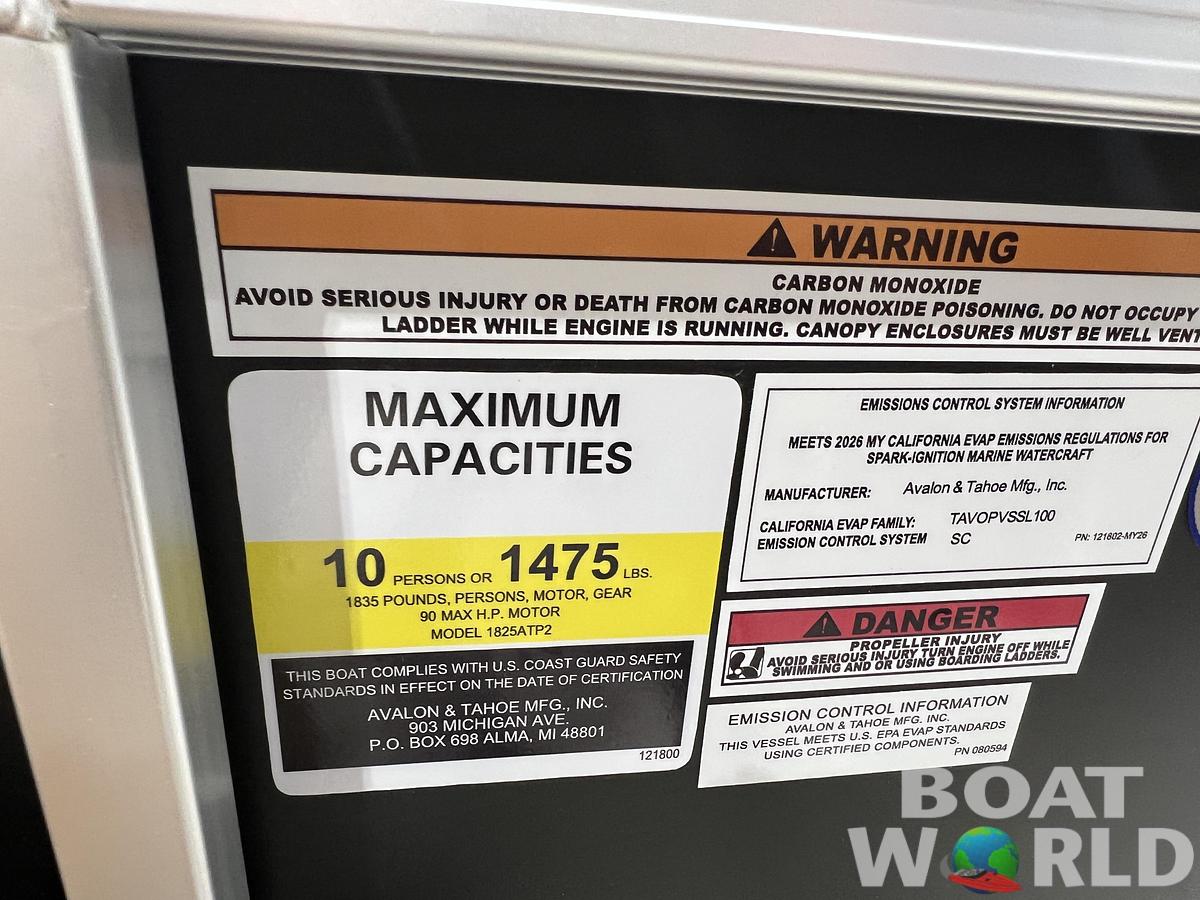 WARNING
CARBON MONOXIDE
AVOID SERIOUS INJURY OR DEATH FROM CARBON MONOXIDE POISONING. DO NOT OCCUPY
LADDER WHILE ENGINE IS RUNNING. CANOPY ENCLOSURES MUST BE WELL VENT
MAXIMUM
CAPACITIES
10 PERSONS OR 1475 LBS.
1835 POUNDS, PERSONS, MOTOR, GEAR
90 MAX H.P. MOTOR
MODEL 1825ATP2
THIS BOAT COMPLIES WITH U.S. COAST GUARD SAFETY
STANDARDS IN EFFECT ON THE DATE OF CERTIFICATION
AVALON & TAHOE MFG., INC.
903 MICHIGAN AVE.
P.O. BOX 698 ALMA, MI 48801
121800
EMISSIONS CONTROL SYSTEM INFORMATION
MEETS 2026 MY CALIFORNIA EVAP EMISSIONS REGULATIONS FOR
SPARK-IGNITION MARINE WATERCRAFT
MANUFACTURER: Avalon & Tahoe Mfg., Inc.
CALIFORNIA EVAP FAMILY: TAVOPVSSL100
EMISSION CONTROL SYSTEM SC
PN: 121802-MY26
DANGER
PROPELLER INJURY
AVOID SERIOUS INJURY TURN ENGINE OFF WHILE
SWIMMING AND OR USING BOARDING LADDERS.
EMISSION CONTROL INFORMATION
AVALON & TAHOE MFG. INC.
THIS VESSEL MEETS U.S. EPA EVAP STANDARDS
USING CERTIFIED COMPONENTS.
PN 080594
BOAT
WORLD